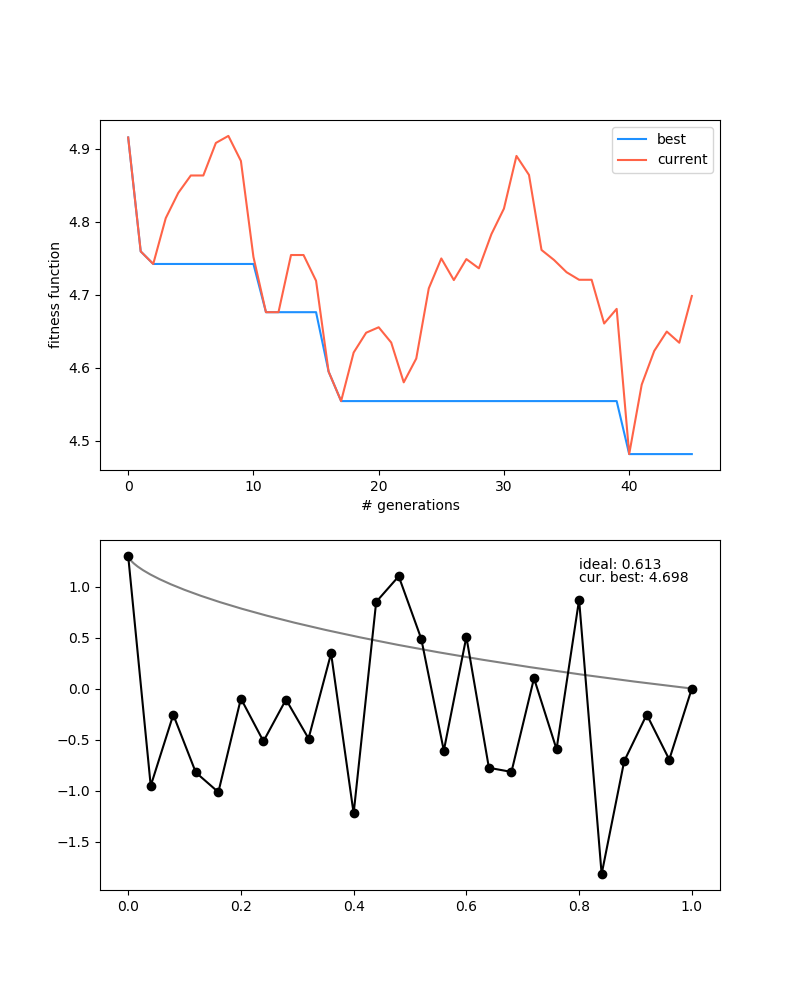 4.9
4.8
4.7
4.6
4.5
fitness function
best
current
0 10 20 30 40
# generations
1.0
0.5
0.0
−0.5
−1.0
−1.5
ideal: 0.613
cur. best: 4.698
0.0 0.2 0.4 0.6 0.8 1.0